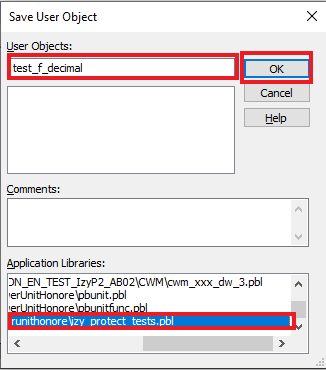 Save User Object
User Objects:
test_f_decimal
OK
Cancel
Help
Comments:
Application Libraries:
ON_EN_TEST_IzyP2_AB02\CWM\cwm_xxx_dw_3.pbl
erUnitHonore\pbunit.pbl
erUnitHonore\pbunitfunc.pbl
runithonore\izy_protect_tests.pbl